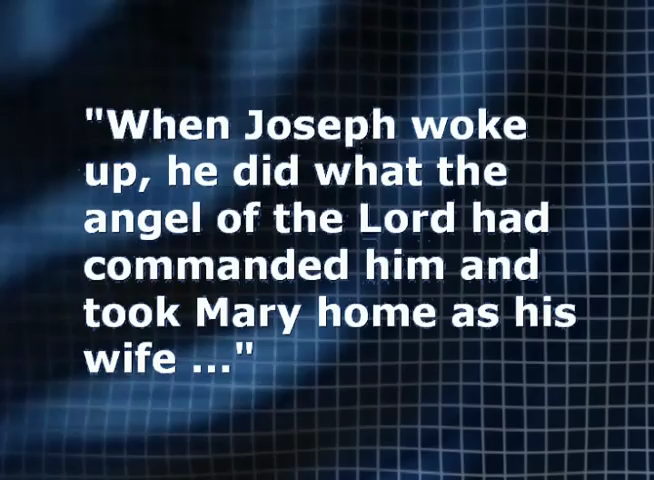 "When Joseph woke
up, he did what the
angel of the Lord had
commanded him and
took Mary home as his
wife ..."